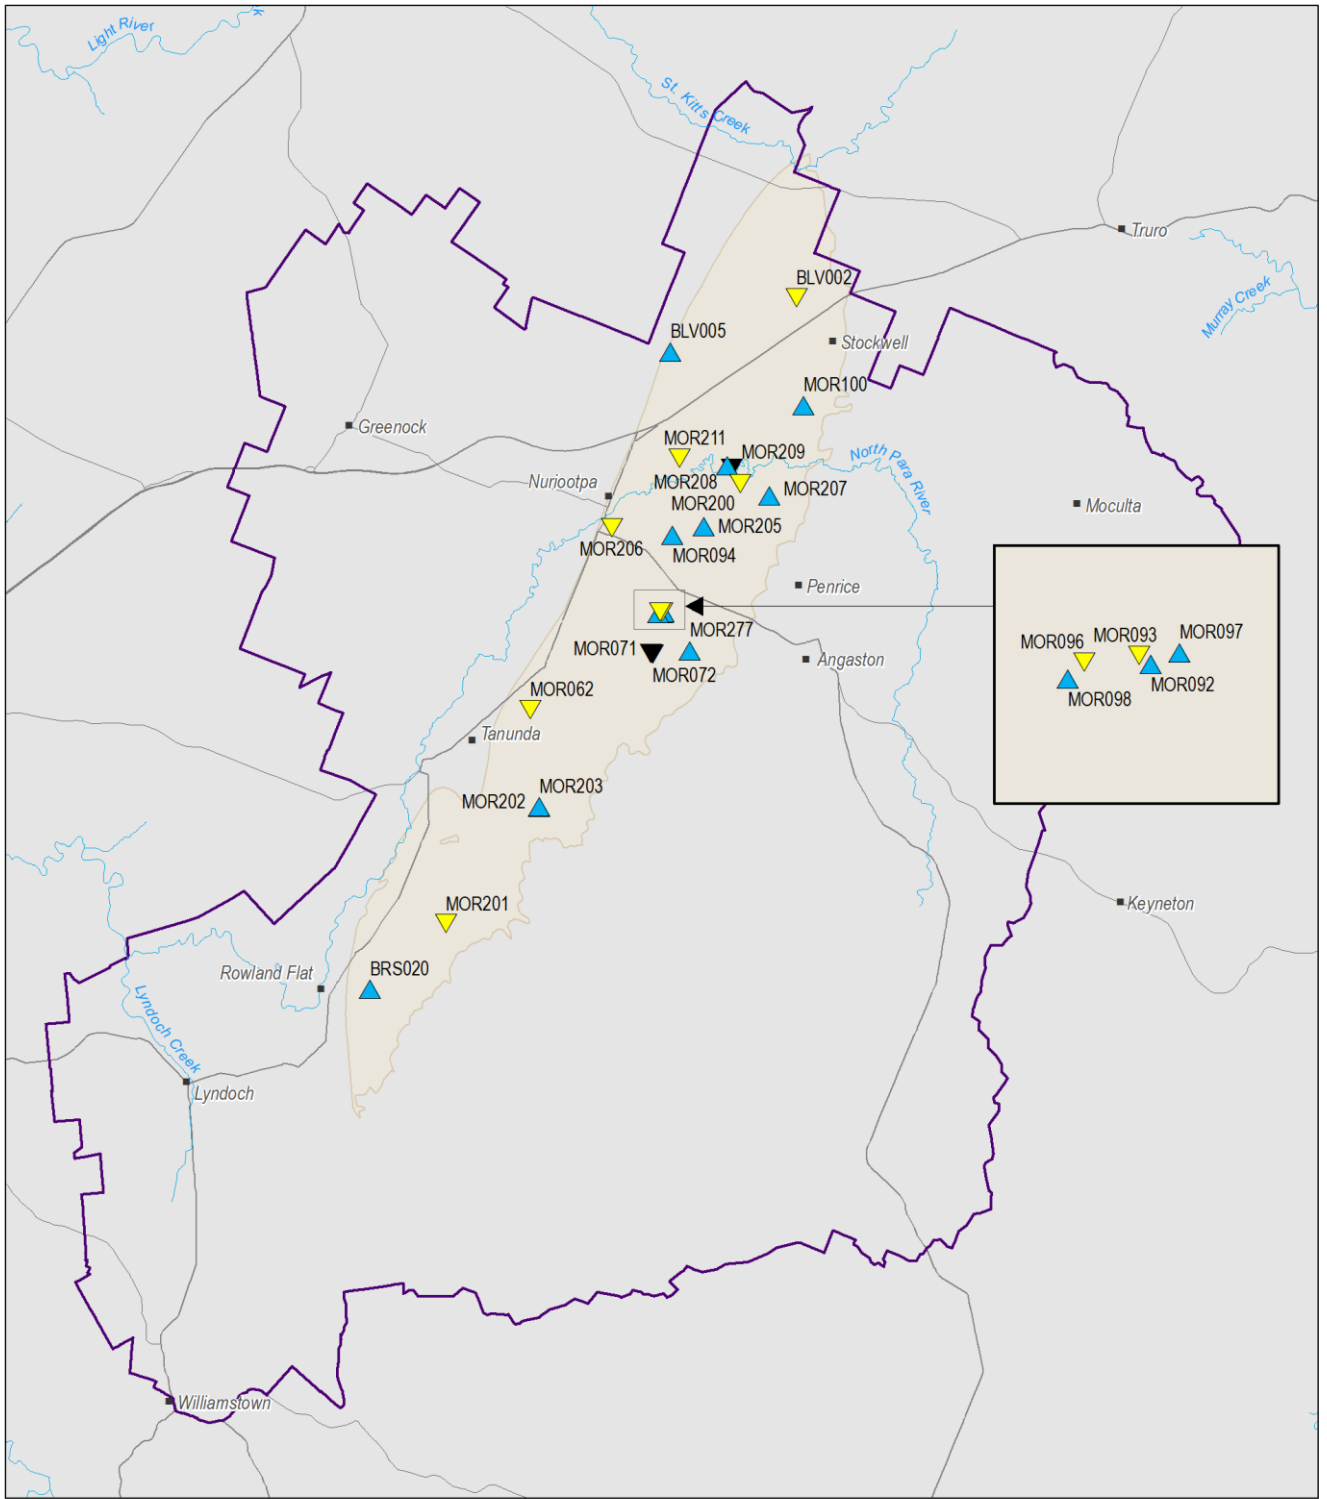 Light River
k
St. Kitt's Creek
Truro
Murray Creek
BLV002
BLV005
Stockwell
MOR100
Greenock
MOR211
MOR209
North Para River
Nuriootpa
MOR208
MOR207
MOR200
Moculta
MOR205
MOR206
MOR094
Penrice
MOR277
MOR071
MOR072
Angaston
MOR096
MOR093
MOR097
MOR098
MOR092
MOR062
Tanunda
MOR203
MOR202
MOR201
Keyneton
BRS020
Rowland Flat
Lyndoch Creek
Lyndoch
Williamstown